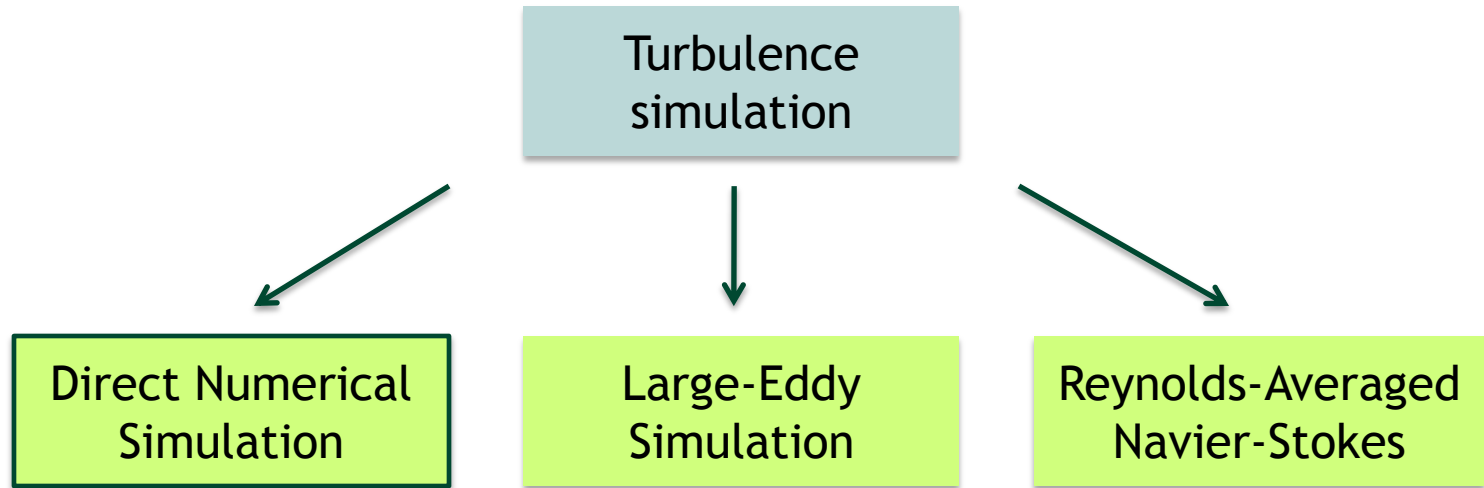 Turbulence
simulation
Direct Numerical
Simulation
Large-Eddy
Simulation
Reynolds-Averaged
Navier-Stokes